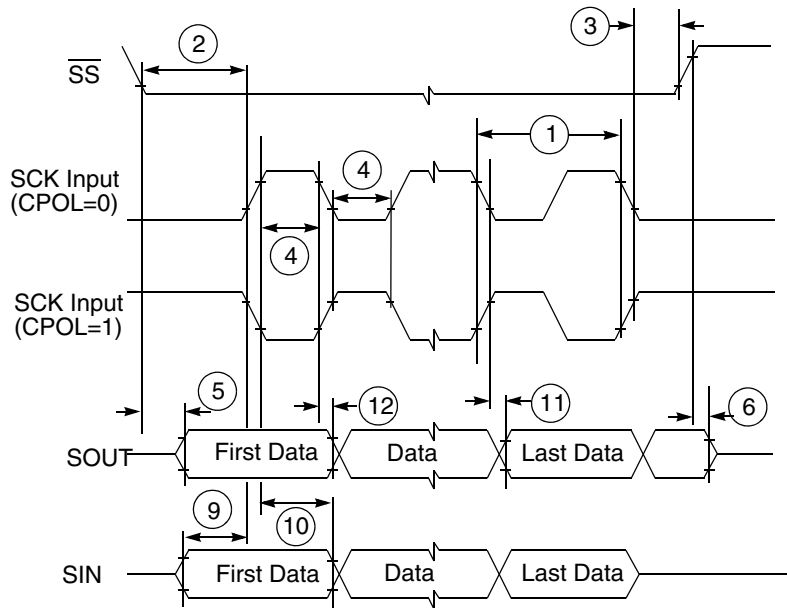 2
3
SS
1
SCK Input
(CPOL=0)
4
4
SCK Input
(CPOL=1)
5
12
11
6
SOUT
First Data
Data
Last Data
9
10
SIN
First Data
Data
Last Data